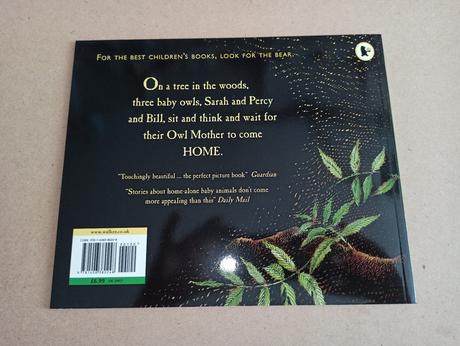 FOR THE BEST CHILDREN'S BOOKS, LOOK FOR THE BEAR.
On a tree in the woods,
three baby owls, Sarah and Percy
and Bill, sit and think and wait for
their Owl Mother to come
HOME.
"Touchingly beautiful ... the perfect picture book" Guardian
"Stories about home-alone baby animals don't come
more appealing than this" Daily Mail
www.walker.co.uk
£6.99